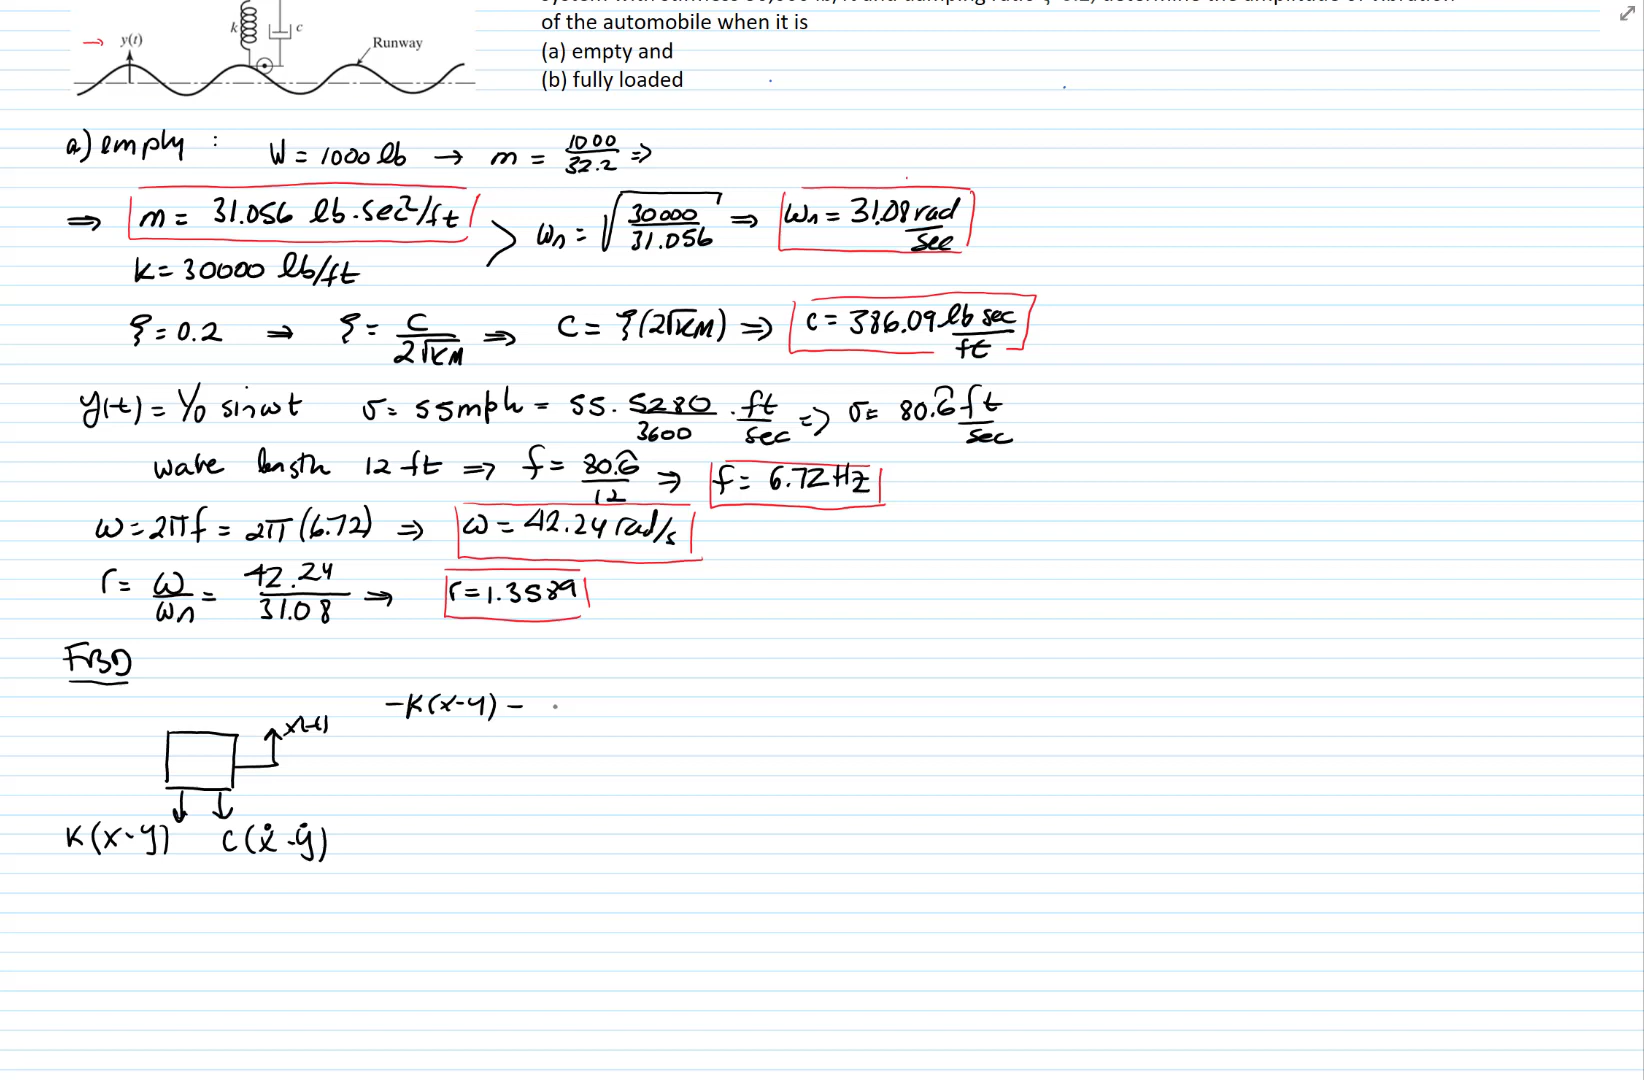 of the automobile when it is
(a) empty and
(b) fully loaded
k
c
y(t)
Runway
a) empty : W = 1000 lb → m = 1000/32.2 ⇒
⇒ m = 31.056 lb.sec²/ft
ωn = √(30000/31.056) ⇒ ωn = 31.08 rad/sec
k = 30000 lb/ft
ξ = 0.2 ⇒ ξ = C/(2√KM) ⇒ C = ξ(2√KM) ⇒ C = 386.09 lb sec/ft
y(t) = Y0 sinωt v = 55 mph = 55 . 5280/3600 . ft/sec ⇒ v = 80.6̂ ft/sec
wave length 12 ft ⇒ f = 80.6̂/12 ⇒ f = 6.72 Hz
ω = 2πf = 2π(6.72) ⇒ ω = 42.24 rad/s
r = ω/ωn = 42.24/31.08 ⇒ r = 1.3589
FBD
-K(x-y) -
x(t)
K(x-y) C(ẋ-ẏ)